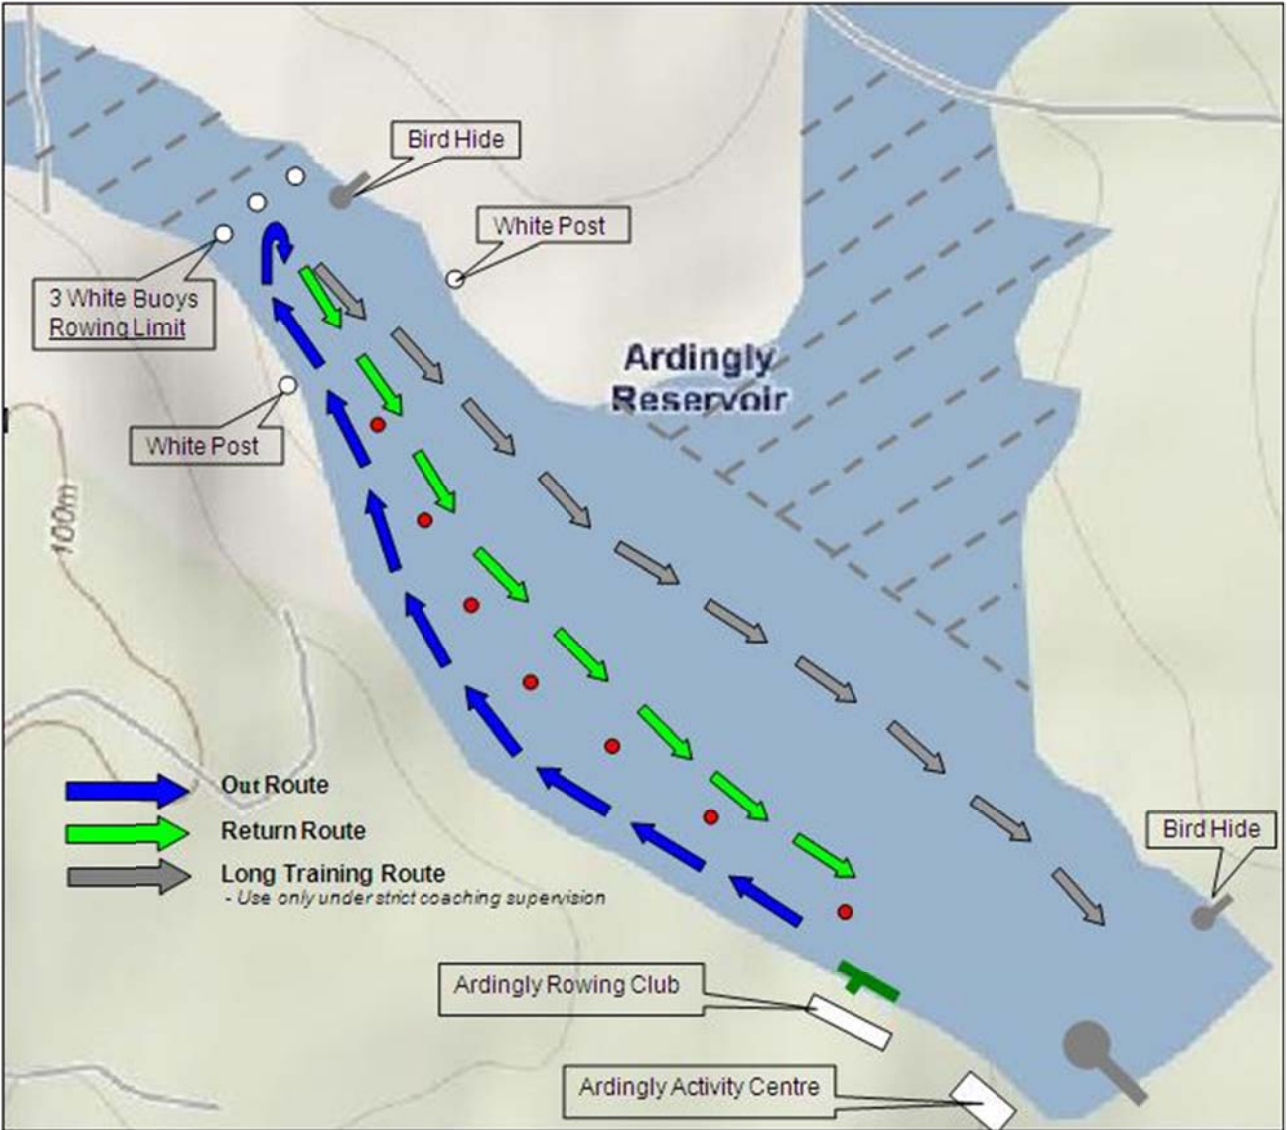 Bird Hide
White Post
3 White Buoys
Rowing Limit
Ardingly
Reservoir
White Post
100m
Out Route
Return Route
Long Training Route
- Use only under strict coaching supervision
Bird Hide
Ardingly Rowing Club
Ardingly Activity Centre